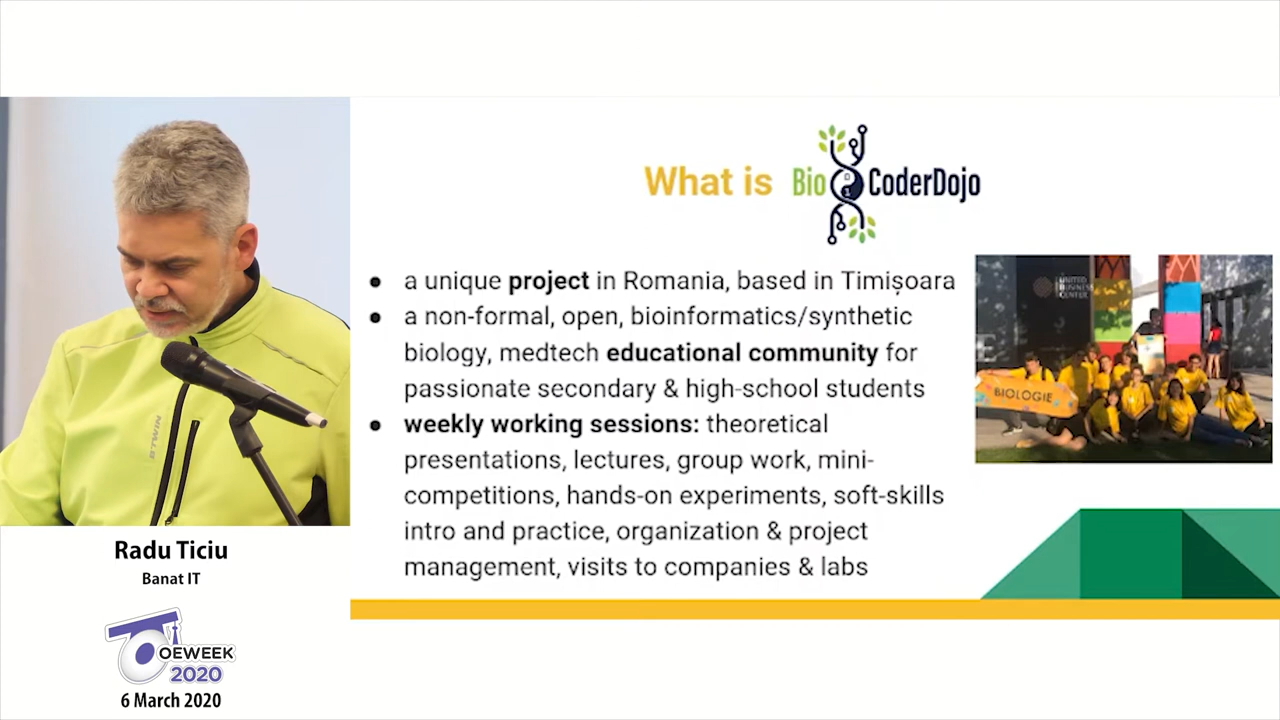 What is Bio CoderDojo
● a unique project in Romania, based in Timișoara
● a non-formal, open, bioinformatics/synthetic
biology, medtech educational community for
passionate secondary & high-school students
● weekly working sessions: theoretical
presentations, lectures, group work, mini-
competitions, hands-on experiments, soft-skills
intro and practice, organization & project
management, visits to companies & labs
UNITED
BUSINESS
CENTER
BIOLOGIE
BTWIN
Radu Ticiu
Banat IT
OEWEEK
2020
6 March 2020